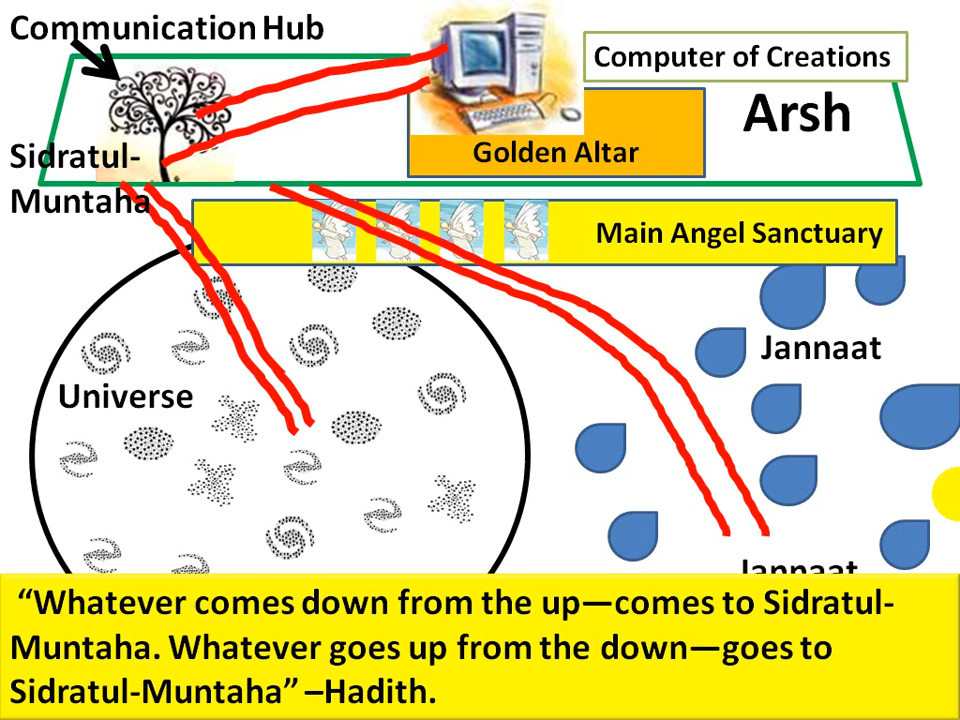 Communication Hub
Computer of Creations
Arsh
Golden Altar
Sidratul-
Muntaha
Main Angel Sanctuary
Jannaat
Universe
Jannaat
“Whatever comes down from the up—comes to Sidratul-
Muntaha. Whatever goes up from the down—goes to
Sidratul-Muntaha” –Hadith.